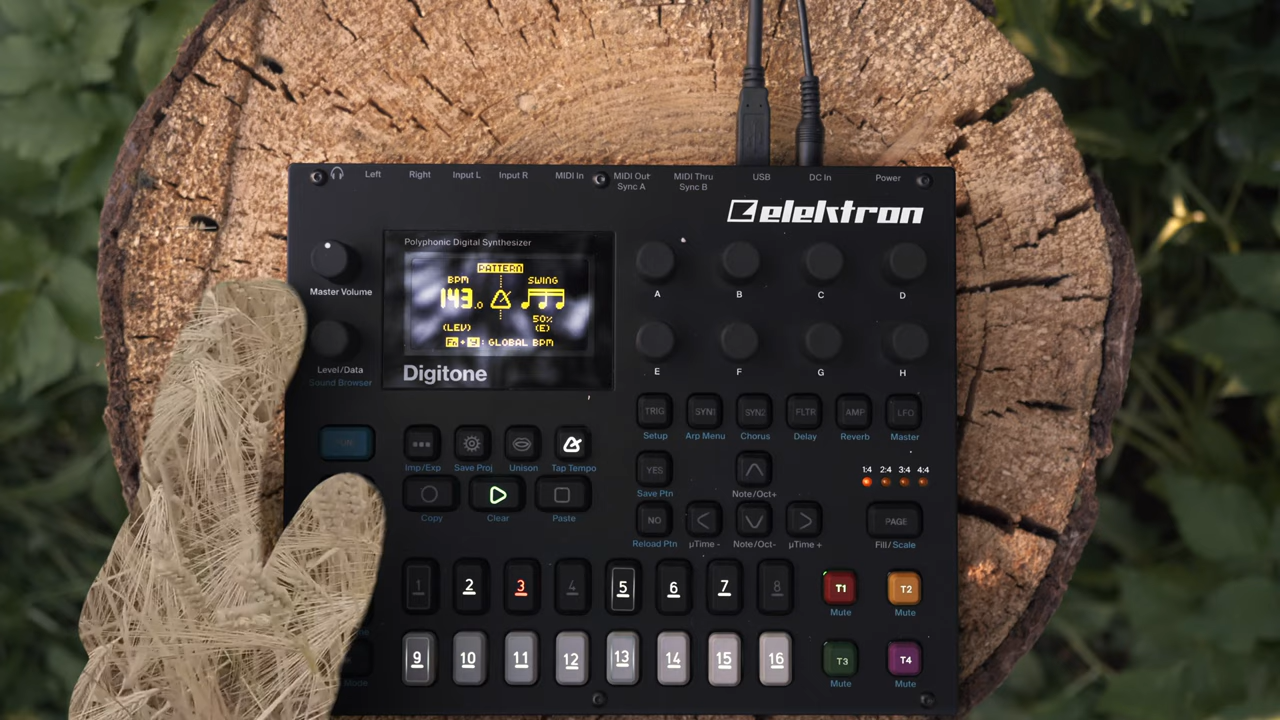 Left Right Input L Input R MIDI In MIDI Out MIDI Thru USB DC In Power
Sync A Sync B
elektron
Polyphonic Digital Synthesizer
PATTERN
BPM SWING
143.0
50%
(LEV) (E)
Fn + : GLOBAL BPM
Digitone
Master Volume
Level/Data
Sound Browser
A B C D
E F G H
TRIG SYN1 SYN2 FLTR AMP LFO
Setup Arp Menu Chorus Delay Reverb Master
Imp/Exp Save Proj Unison Tap Tempo
YES
Save Ptn Note/Oct+
1:4 2:4 3:4 4:4
Copy Clear Paste
NO PAGE
Reload Ptn µTime - Note/Oct- µTime + Fill/Scale
1 2 3 4 5 6 7 8 T1 T2
Mute Mute
9 10 11 12 13 14 15 16 T3 T4
Mode Mute Mute